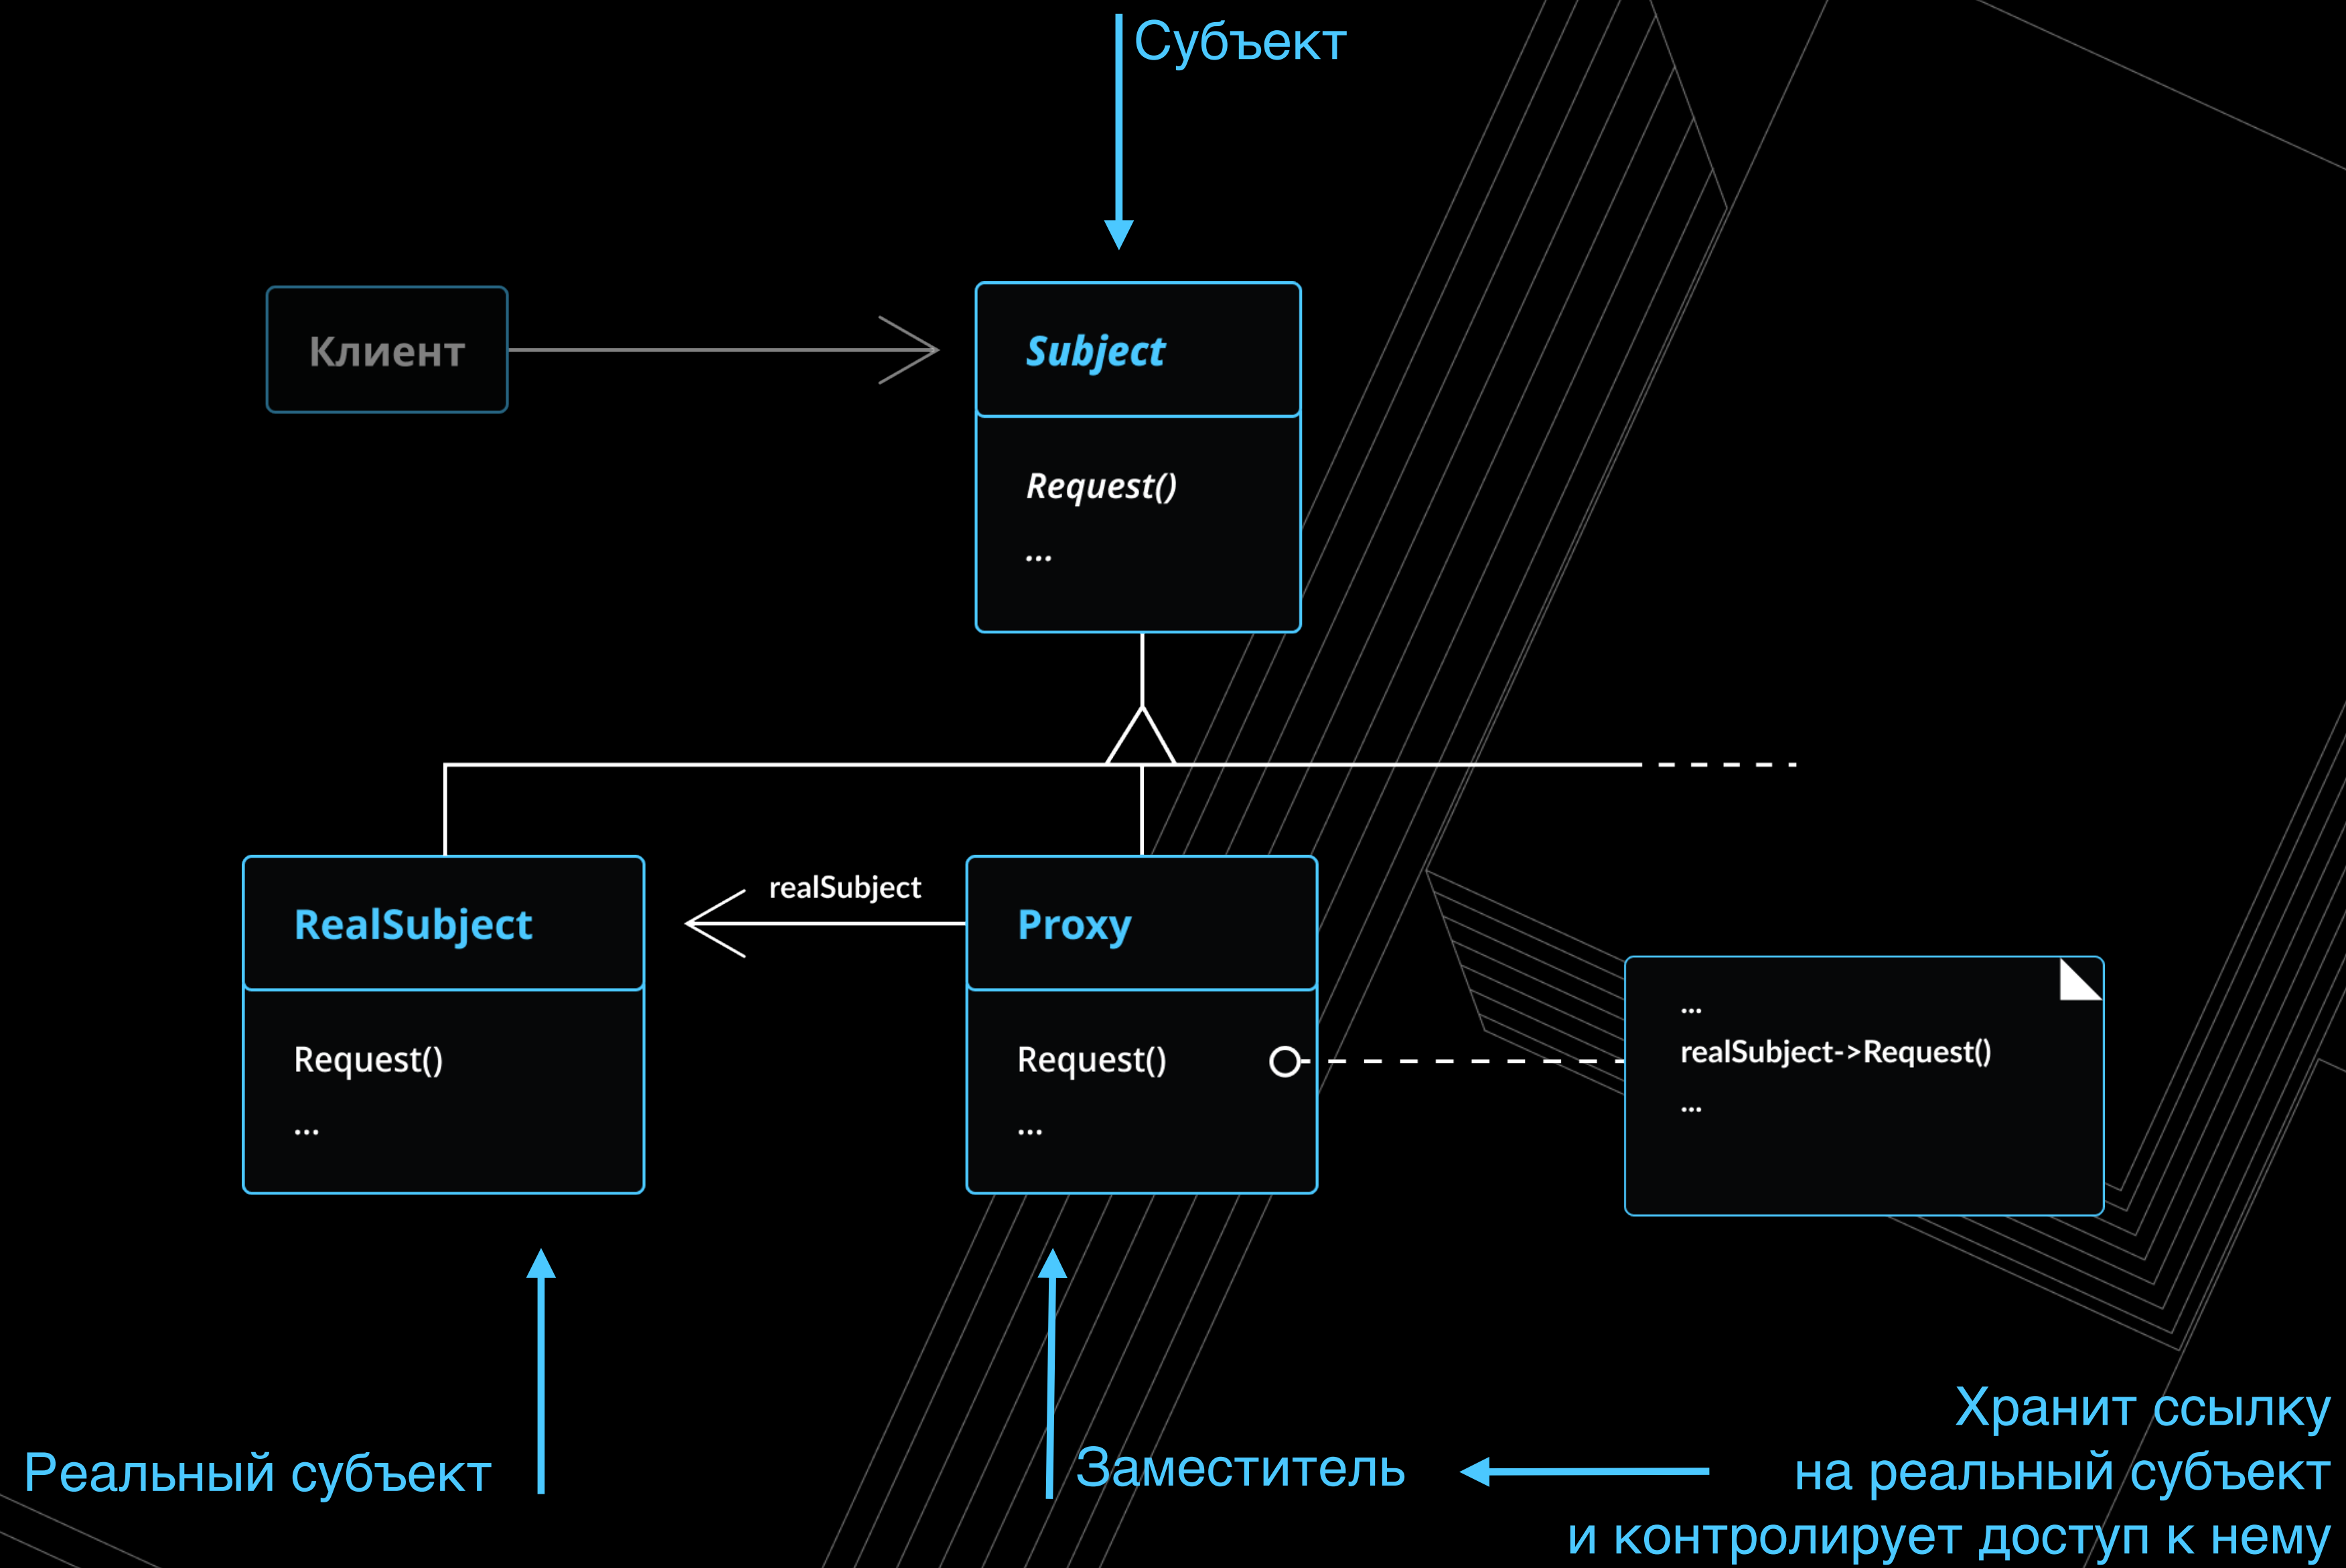 Субъект
Клиент
Subject
Request()
...
realSubject
RealSubject
Request()
...
Proxy
Request()
...
...
realSubject->Request()
...
Реальный субъект
Заместитель
Хранит ссылку
на реальный субъект
и контролирует доступ к нему